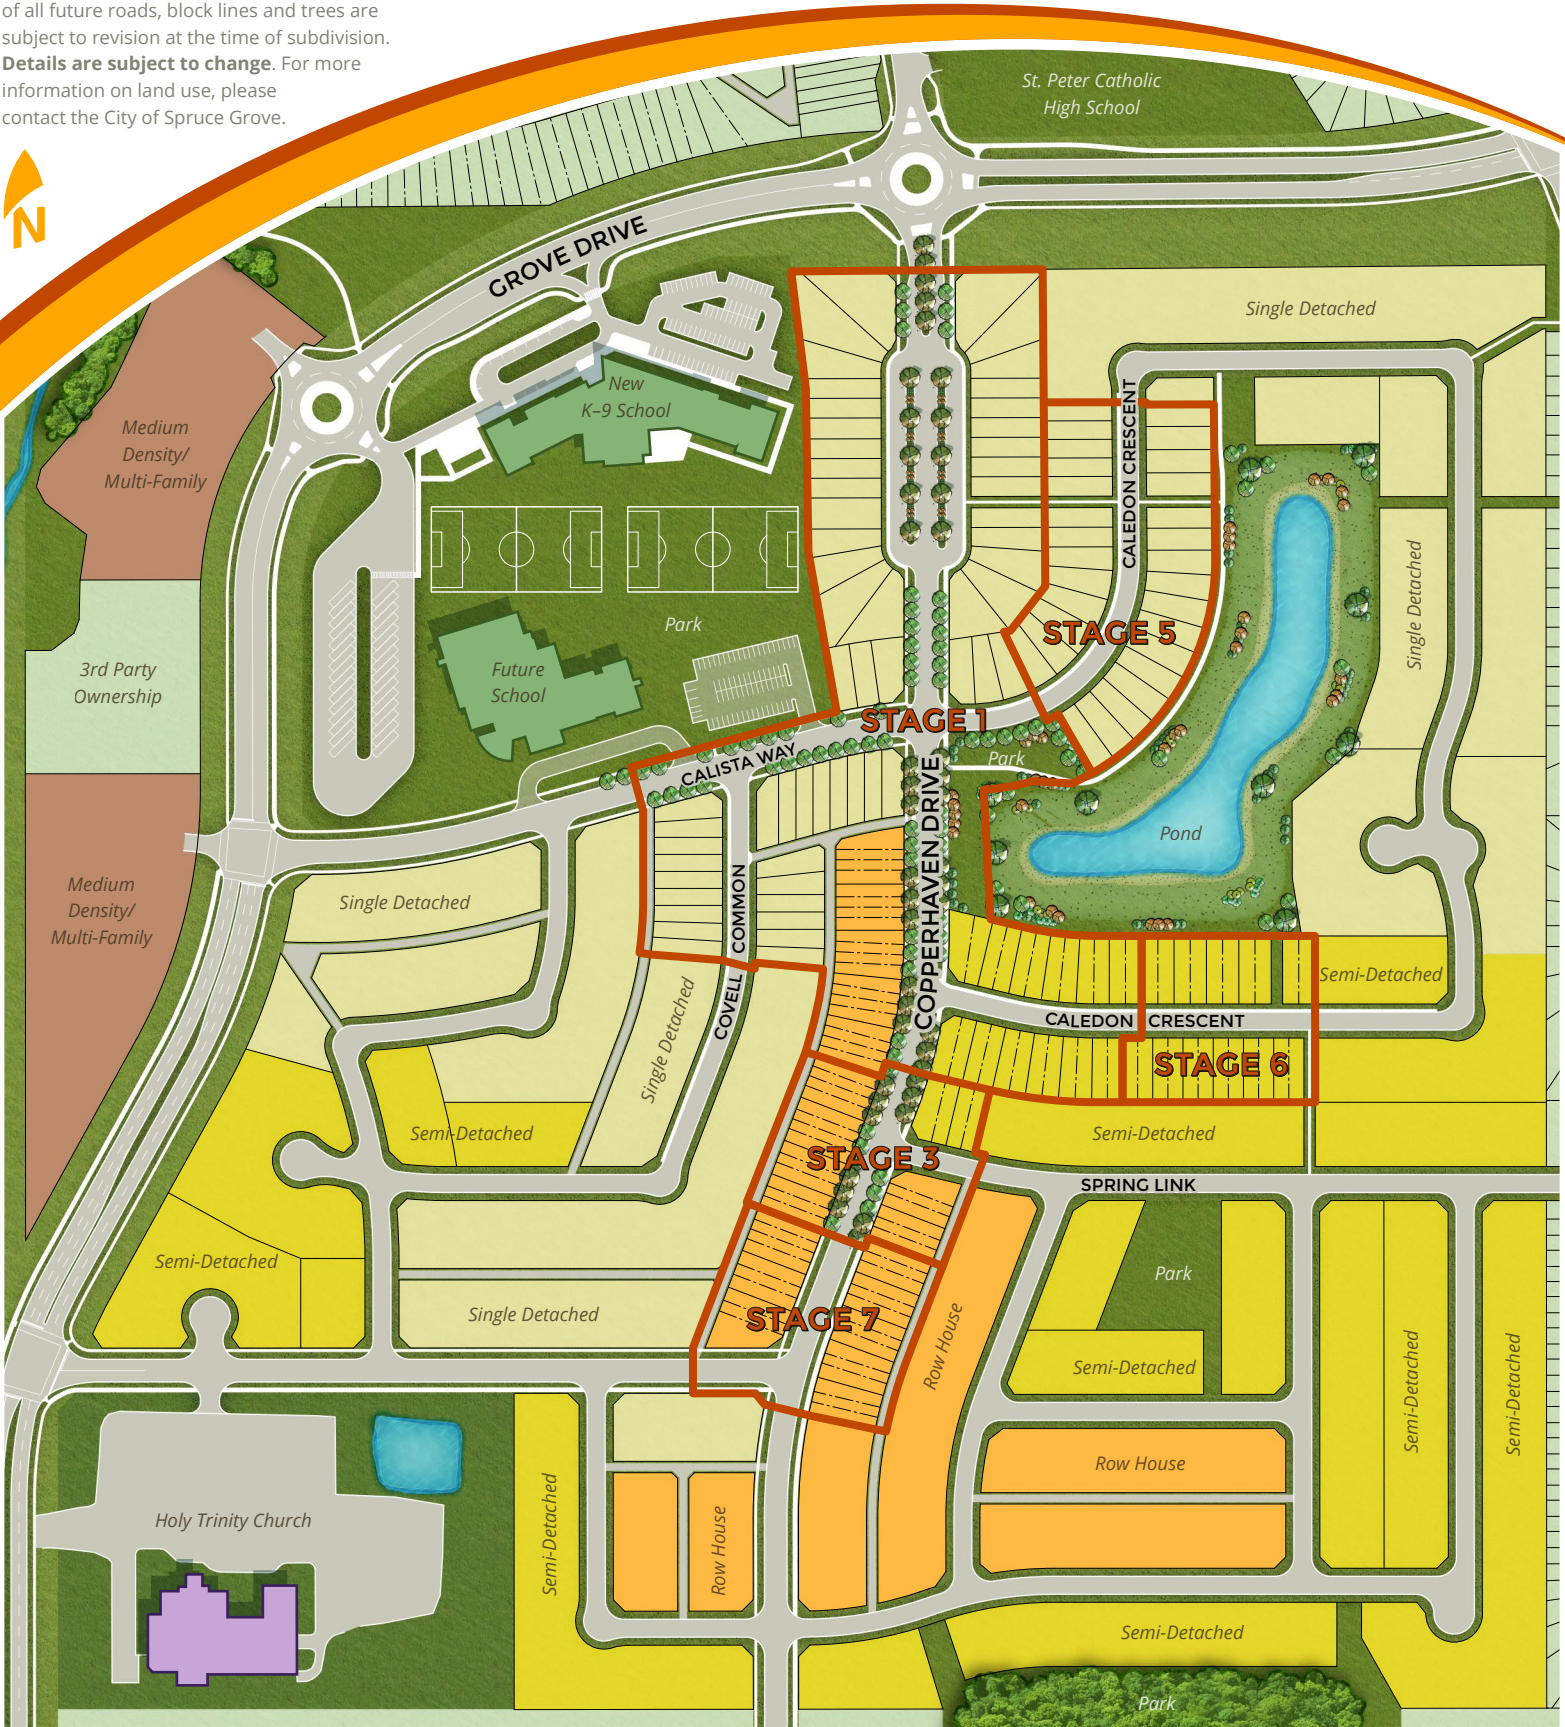 of all future roads, block lines and trees are
subject to revision at the time of subdivision.
Details are subject to change. For more
information on land use, please
contact the City of Spruce Grove.
N
St. Peter Catholic
High School
GROVE DRIVE
Single Detached
New
K–9 School
Medium
Density/
Multi-Family
CALEDON CRESCENT
Single Detached
Park
STAGE 5
3rd Party
Ownership
Future
School
STAGE 1
CALISTA WAY
Park
COPPERHAVEN DRIVE
Pond
Medium
Density/
Multi-Family
Single Detached
COVELL COMMON
Single Detached
Semi-Detached
CALEDON CRESCENT
STAGE 6
Semi-Detached
Semi-Detached
STAGE 3
SPRING LINK
Semi-Detached
Park
Single Detached
STAGE 7
Row House
Semi-Detached
Semi-Detached
Semi-Detached
Row House
Holy Trinity Church
Semi-Detached
Row House
Semi-Detached
Park